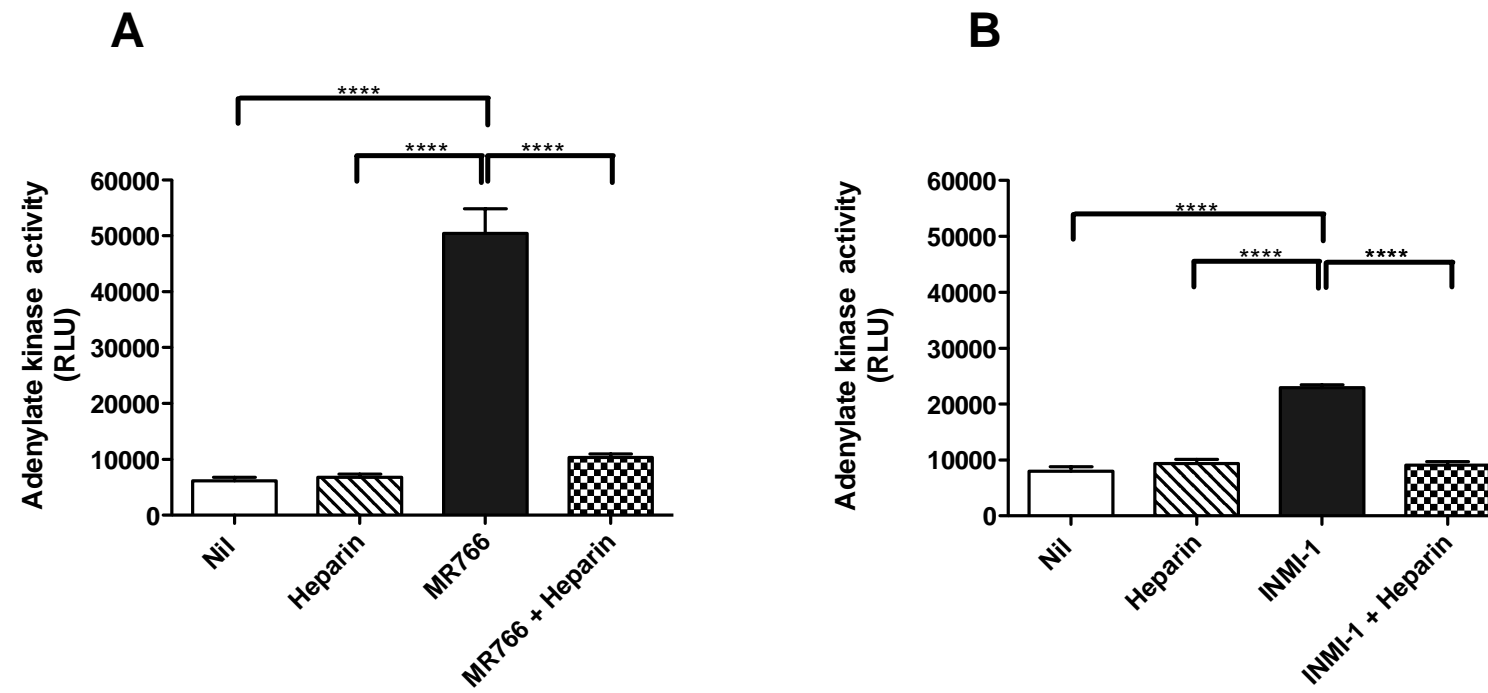 A
B
****
**** ****
Adenylate kinase activity
(RLU)
60000
50000
40000
30000
20000
10000
0
Nil
Heparin
MR766
MR766 + Heparin
****
**** ****
Adenylate kinase activity
(RLU)
60000
50000
40000
30000
20000
10000
0
Nil
Heparin
INMI-1
INMI-1 + Heparin